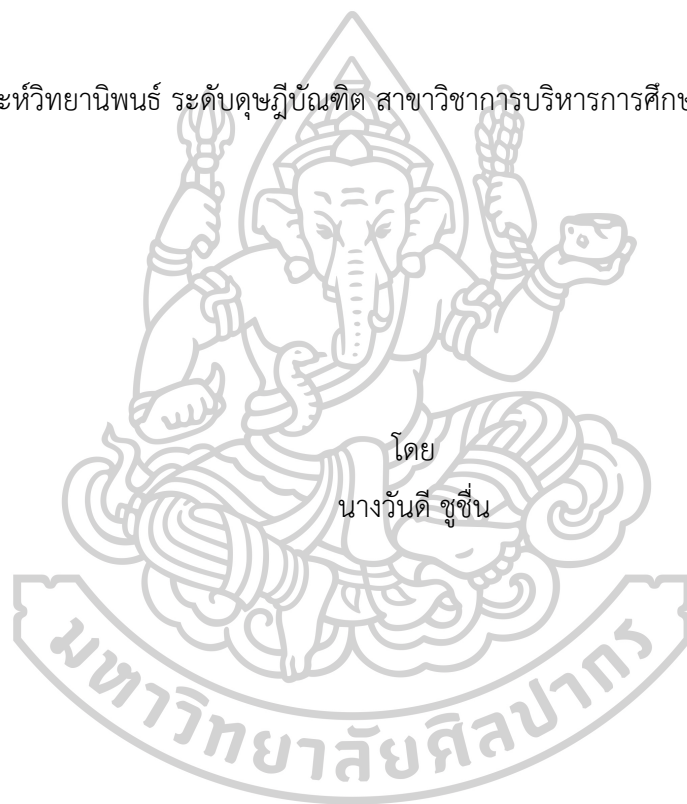 ะห์วิทยานิพนธ์ ระดับดุษฎีบัณฑิต สาขาวิชาการบริหารการศึกษ
โดย
นางวันดี ชูชื่น
มหาวิทยาลัยศิลปากร